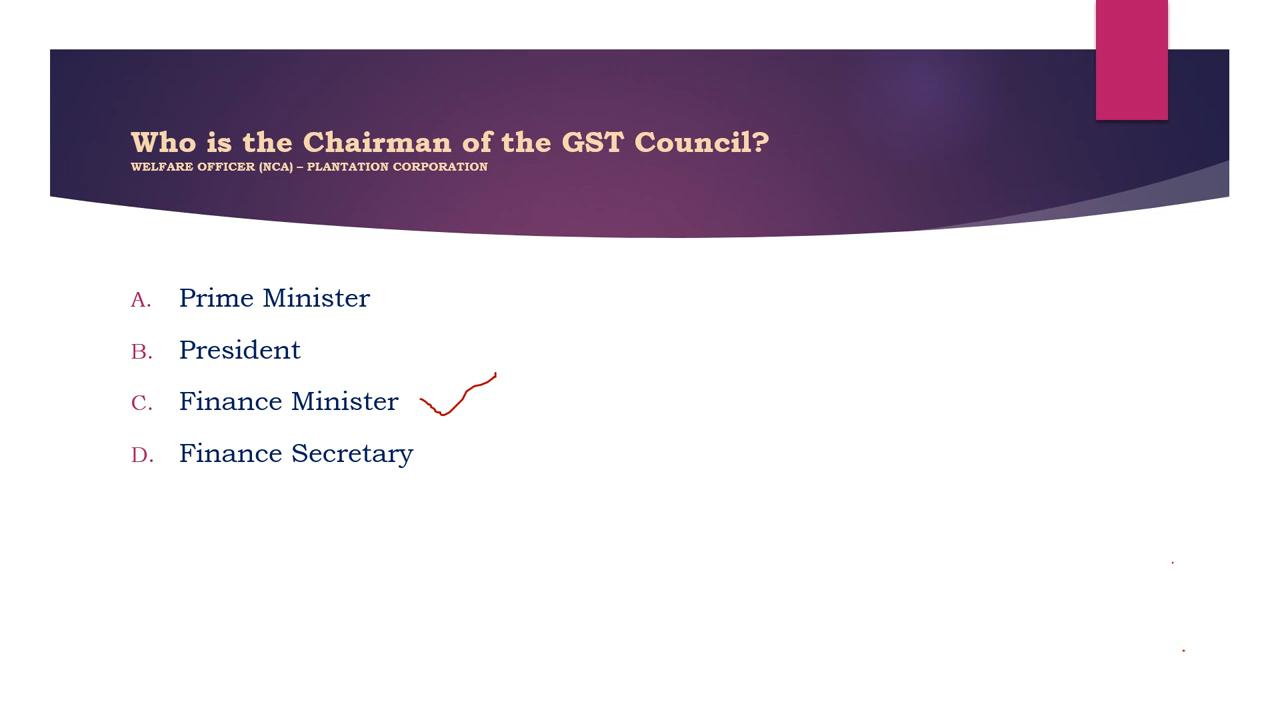 Who is the Chairman of the GST Council?
WELFARE OFFICER (NCA) – PLANTATION CORPORATION
A. Prime Minister
B. President
C. Finance Minister
D. Finance Secretary